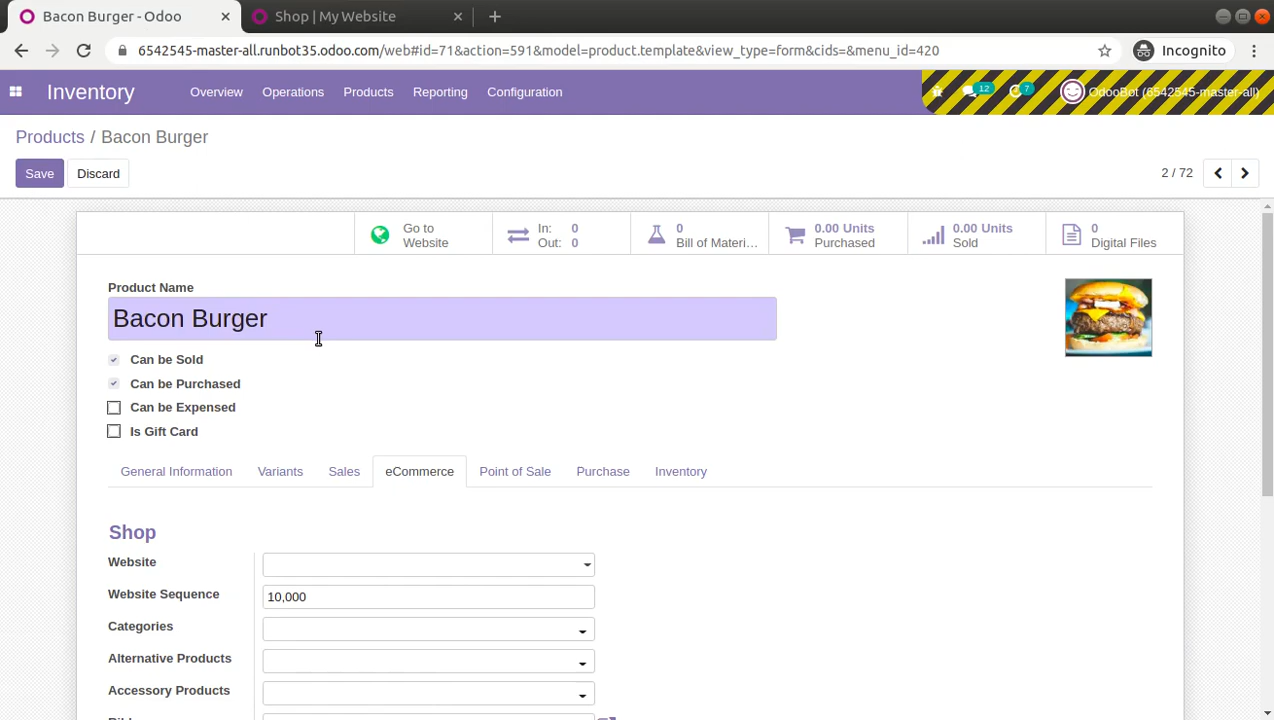 Bacon Burger - Odoo
Shop | My Website
6542545-master-all.runbot35.odoo.com/web#id=71&action=591&model=product.template&view_type=form&cids=&menu_id=420
Incognito
Inventory Overview Operations Products Reporting Configuration
12 7 OdooBot (6542545-master-all)
Products / Bacon Burger
Save Discard
2 / 72
Go to Website
In: 0
Out: 0
0
Bill of Materi...
0.00 Units
Purchased
0.00 Units
Sold
0
Digital Files
Product Name
Bacon Burger
Can be Sold
Can be Purchased
Can be Expensed
Is Gift Card
General Information Variants Sales eCommerce Point of Sale Purchase Inventory
Shop
Website
Website Sequence 10,000
Categories
Alternative Products
Accessory Products